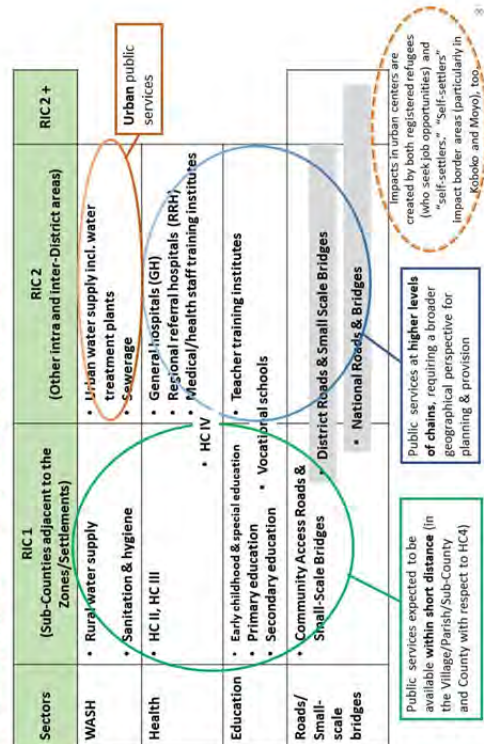 Sectors
RIC 1
(Sub-Counties adjacent to the
Zones/Settlements)
RIC 2
(Other intra and inter-District areas)
RIC 2 +
WASH
• Rural water supply
• Sanitation & hygiene
• Urban water supply incl. water
treatment plants
• Sewerage
Urban public
services
Health
• HC II, HC III
• HC IV
• General hospitals (GH)
• Regional referral hospitals (RRH)
• Medical/health staff training institutes
Education
• Early childhood & special education
• Primary education
• Secondary education
• Vocational schools
• Teacher training institutes
Roads/
Small-
scale
bridges
• Community Access Roads &
Small-Scale Bridges
• District Roads & Small Scale Bridges
• National Roads & Bridges
Public services expected to be
available within short distance (in
the Village/Parish/Sub-County
and County with respect to HC4)
Public services at higher levels
of chains, requiring a broader
geographical perspective for
planning & provision
Impacts in urban centers are
created by both registered refugees
(who seek job opportunities) and
"self-settlers." "Self-settlers"
impact border areas (particularly in
Koboko and Moyo), too.